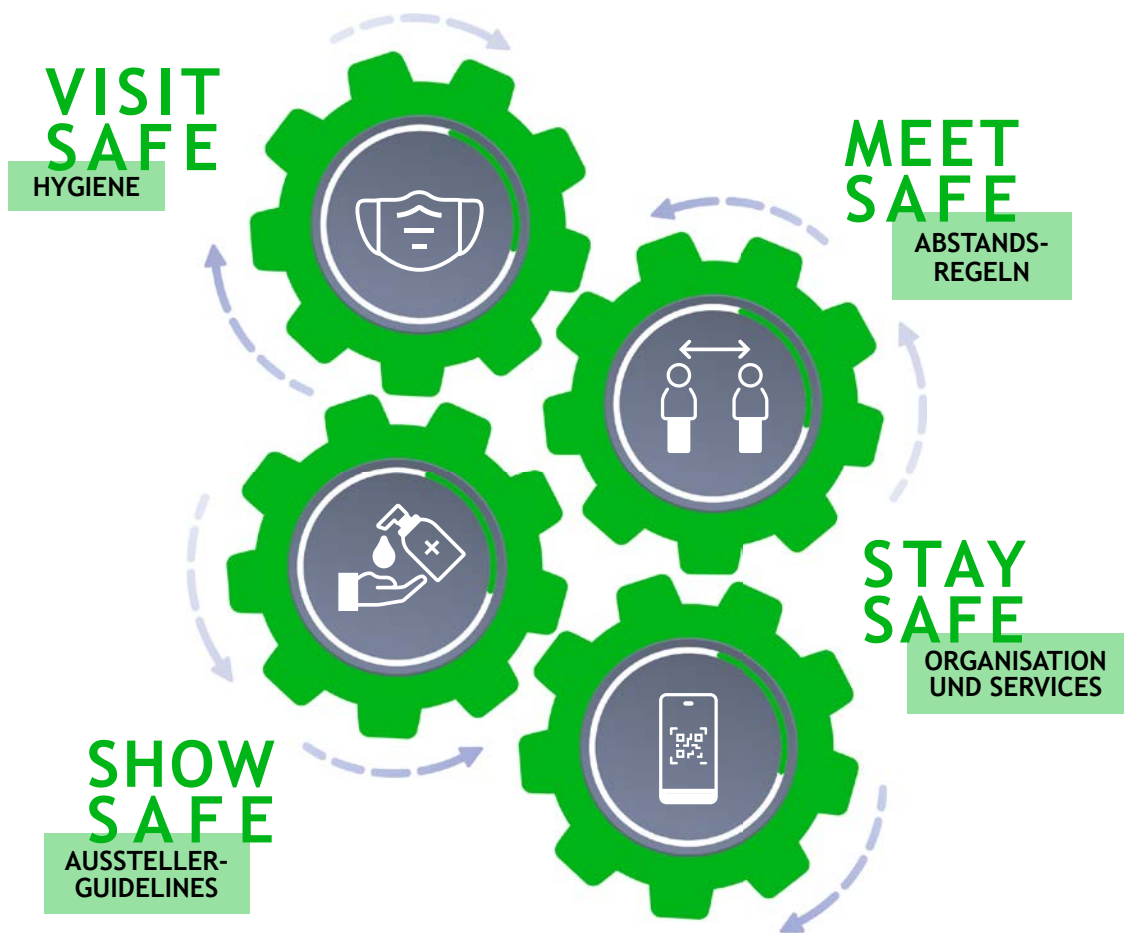 VISIT
SAFE
HYGIENE
MEET
SAFE
ABSTANDS-
REGELN
STAY
SAFE
ORGANISATION
UND SERVICES
SHOW
SAFE
AUSSTELLER-
GUIDELINES